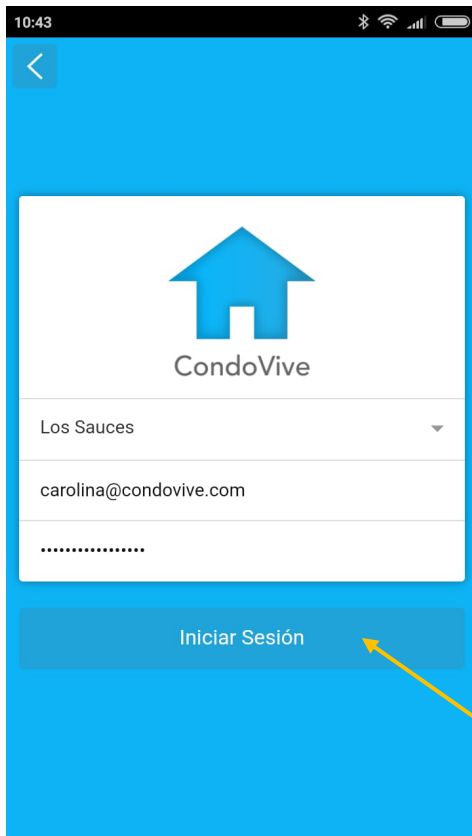 10:43
CondoVive
Los Sauces
carolina@condovive.com
•••••••••••••••••
Iniciar Sesión